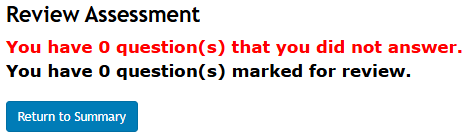 Review Assessment
You have 0 question(s) that you did not answer.
You have 0 question(s) marked for review.
Return to Summary